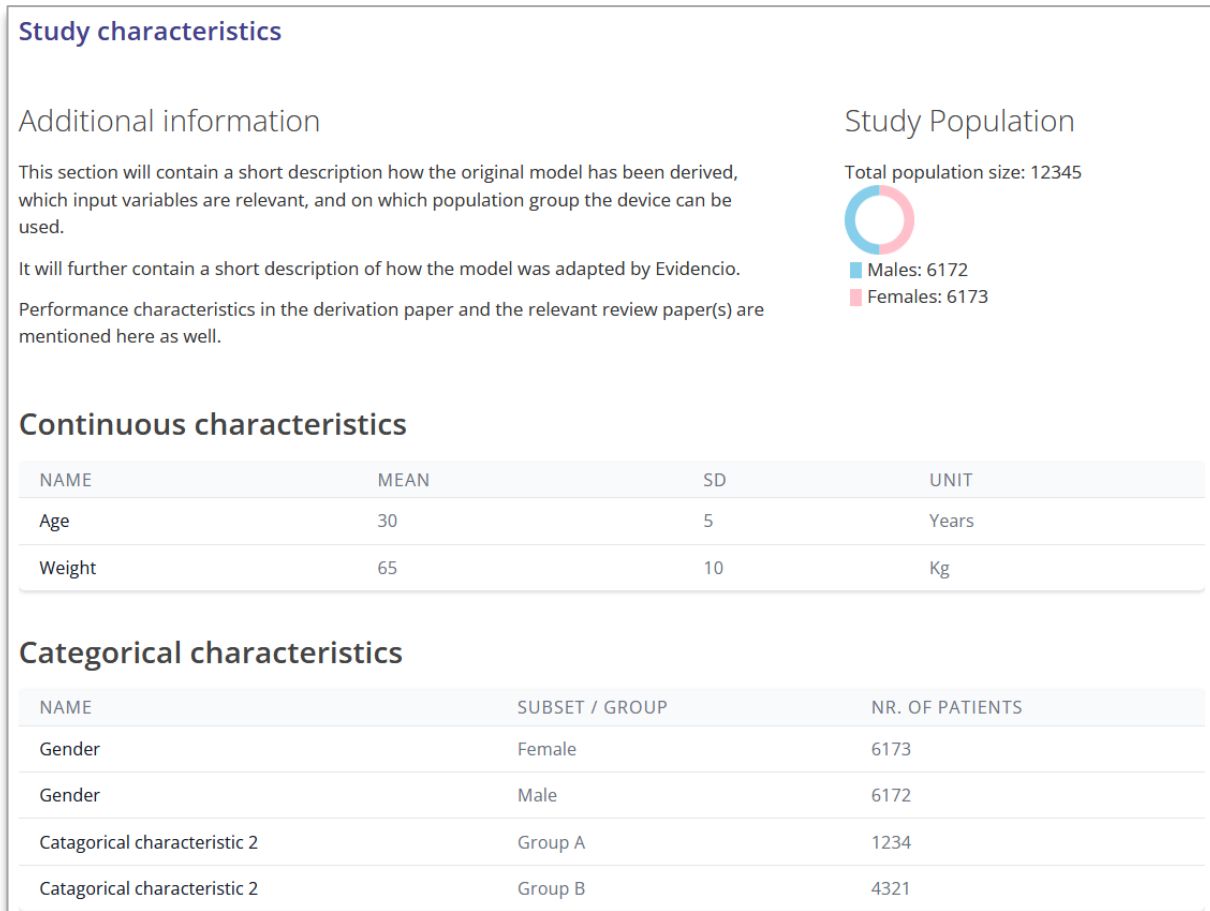 Study characteristics
Additional information
This section will contain a short description how the original model has been derived,
which input variables are relevant, and on which population group the device can be
used.
It will further contain a short description of how the model was adapted by Evidencio.
Performance characteristics in the derivation paper and the relevant review paper(s) are
mentioned here as well.
Study Population
Total population size: 12345
Males: 6172
Females: 6173
Continuous characteristics
NAME MEAN SD UNIT
Age 30 5 Years
Weight 65 10 Kg
Categorical characteristics
NAME SUBSET / GROUP NR. OF PATIENTS
Gender Female 6173
Gender Male 6172
Catagorical characteristic 2 Group A 1234
Catagorical characteristic 2 Group B 4321